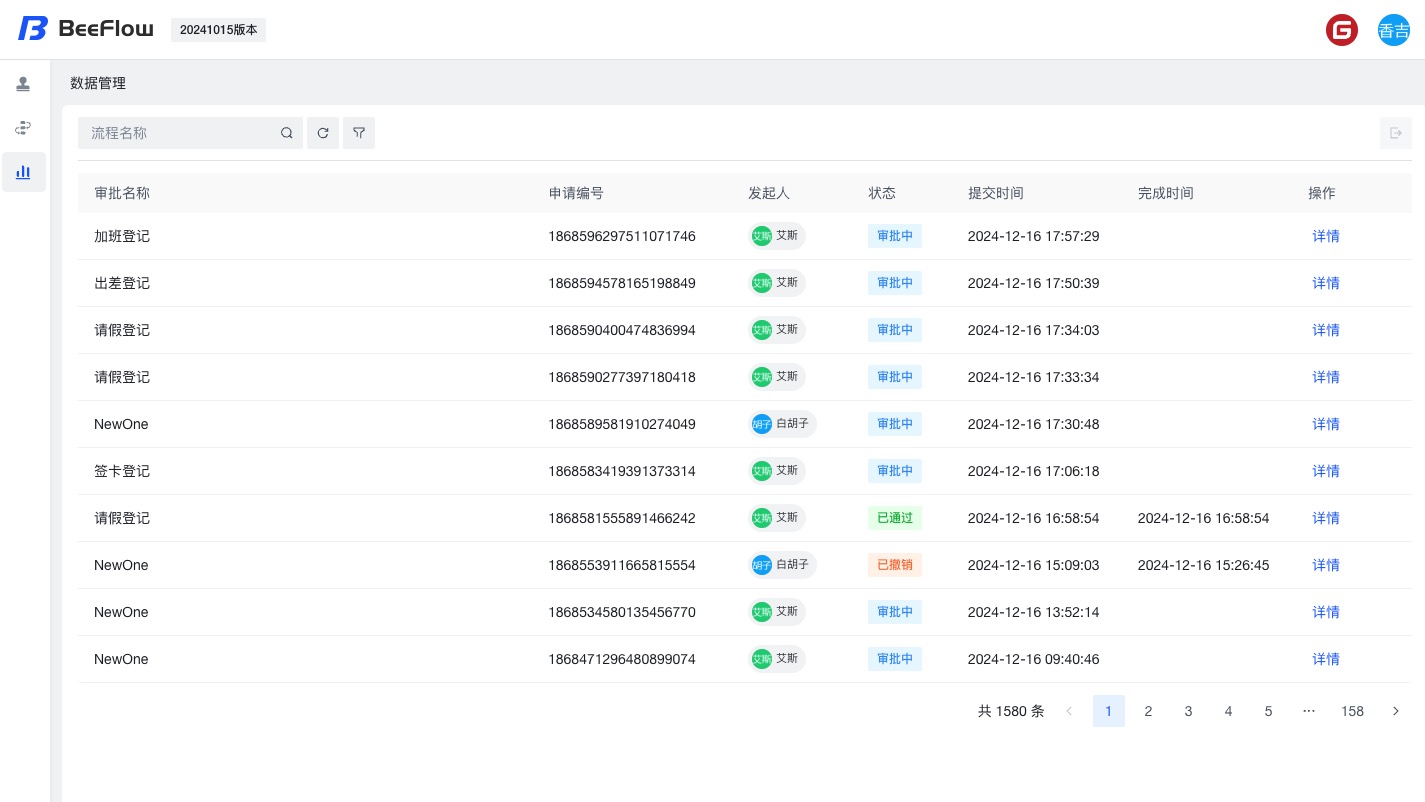 BeeFlow 20241015版本 香吉
数据管理
流程名称
审批名称 申请编号 发起人 状态 提交时间 完成时间 操作
加班登记 1868596297511071746 艾斯 艾斯 审批中 2024-12-16 17:57:29 详情
出差登记 1868594578165198849 艾斯 艾斯 审批中 2024-12-16 17:50:39 详情
请假登记 1868590400474836994 艾斯 艾斯 审批中 2024-12-16 17:34:03 详情
请假登记 1868590277397180418 艾斯 艾斯 审批中 2024-12-16 17:33:34 详情
NewOne 1868589581910274049 胡子 白胡子 审批中 2024-12-16 17:30:48 详情
签卡登记 1868583419391373314 艾斯 艾斯 审批中 2024-12-16 17:06:18 详情
请假登记 1868581555891466242 艾斯 艾斯 已通过 2024-12-16 16:58:54 2024-12-16 16:58:54 详情
NewOne 1868553911665815554 胡子 白胡子 已撤销 2024-12-16 15:09:03 2024-12-16 15:26:45 详情
NewOne 1868534580135456770 艾斯 艾斯 审批中 2024-12-16 13:52:14 详情
NewOne 1868471296480899074 艾斯 艾斯 审批中 2024-12-16 09:40:46 详情
共 1580 条 1 2 3 4 5 ··· 158